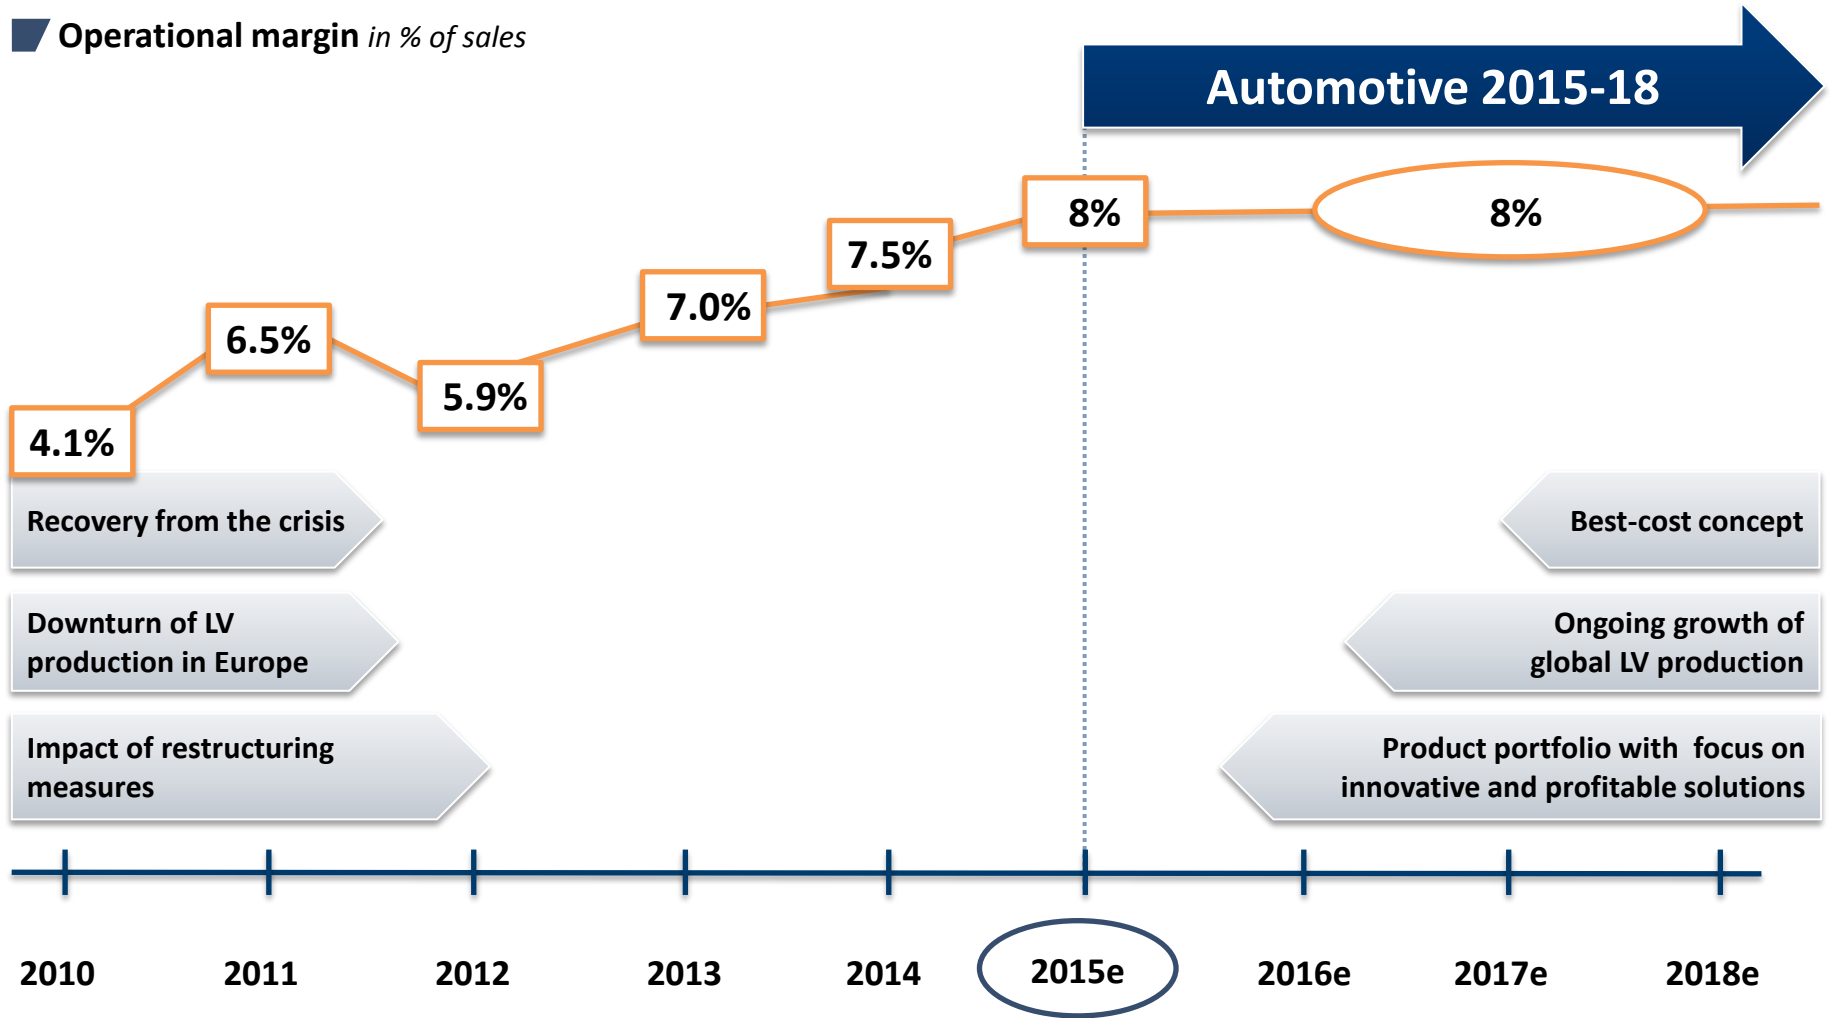 Operational margin in % of sales
Automotive 2015-18
8%
8%
7.5%
7.0%
6.5%
5.9%
4.1%
Recovery from the crisis
Downturn of LV
production in Europe
Impact of restructuring
measures
Best-cost concept
Ongoing growth of
global LV production
Product portfolio with focus on
innovative and profitable solutions
2010 2011 2012 2013 2014 2015e 2016e 2017e 2018e